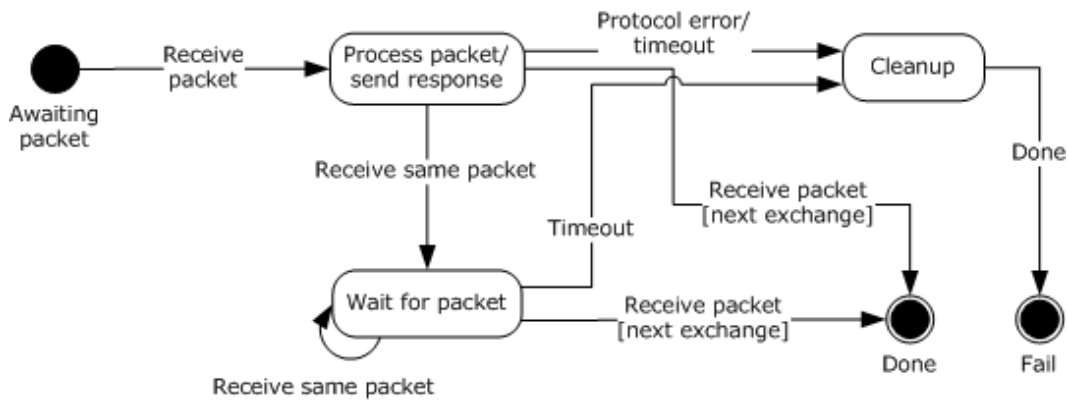 Receive
packet
Awaiting
packet
Process packet/
send response
Protocol error/
timeout
Cleanup
Receive same packet
Done
Receive packet
[next exchange]
Timeout
Wait for packet
Receive packet
[next exchange]
Receive same packet
Done
Fail